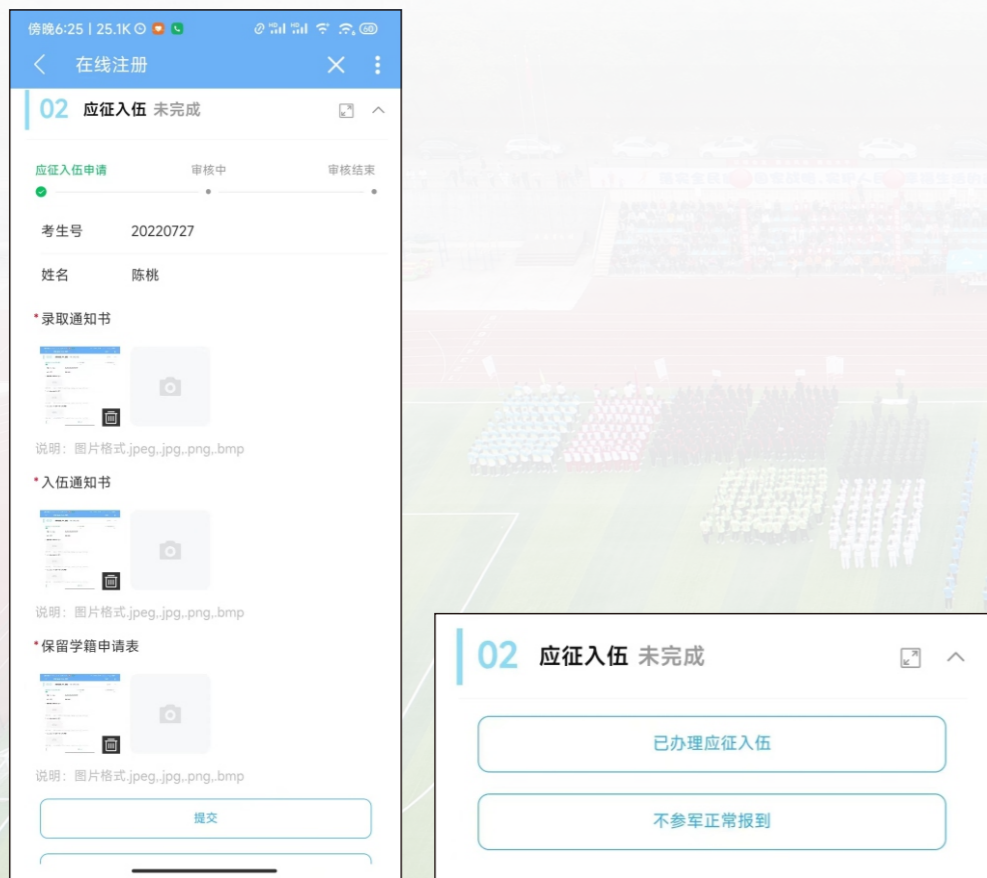 傍晚6:25 | 25.1K
60
在线注册
02 应征入伍 未完成
应征入伍申请 审核中 审核结束
考生号 20220727
姓名 陈桃
*录取通知书
说明：图片格式.jpeg,.jpg,.png,.bmp
*入伍通知书
说明：图片格式.jpeg,.jpg,.png,.bmp
*保留学籍申请表
说明：图片格式.jpeg,.jpg,.png,.bmp
提交
02 应征入伍 未完成
已办理应征入伍
不参军正常报到